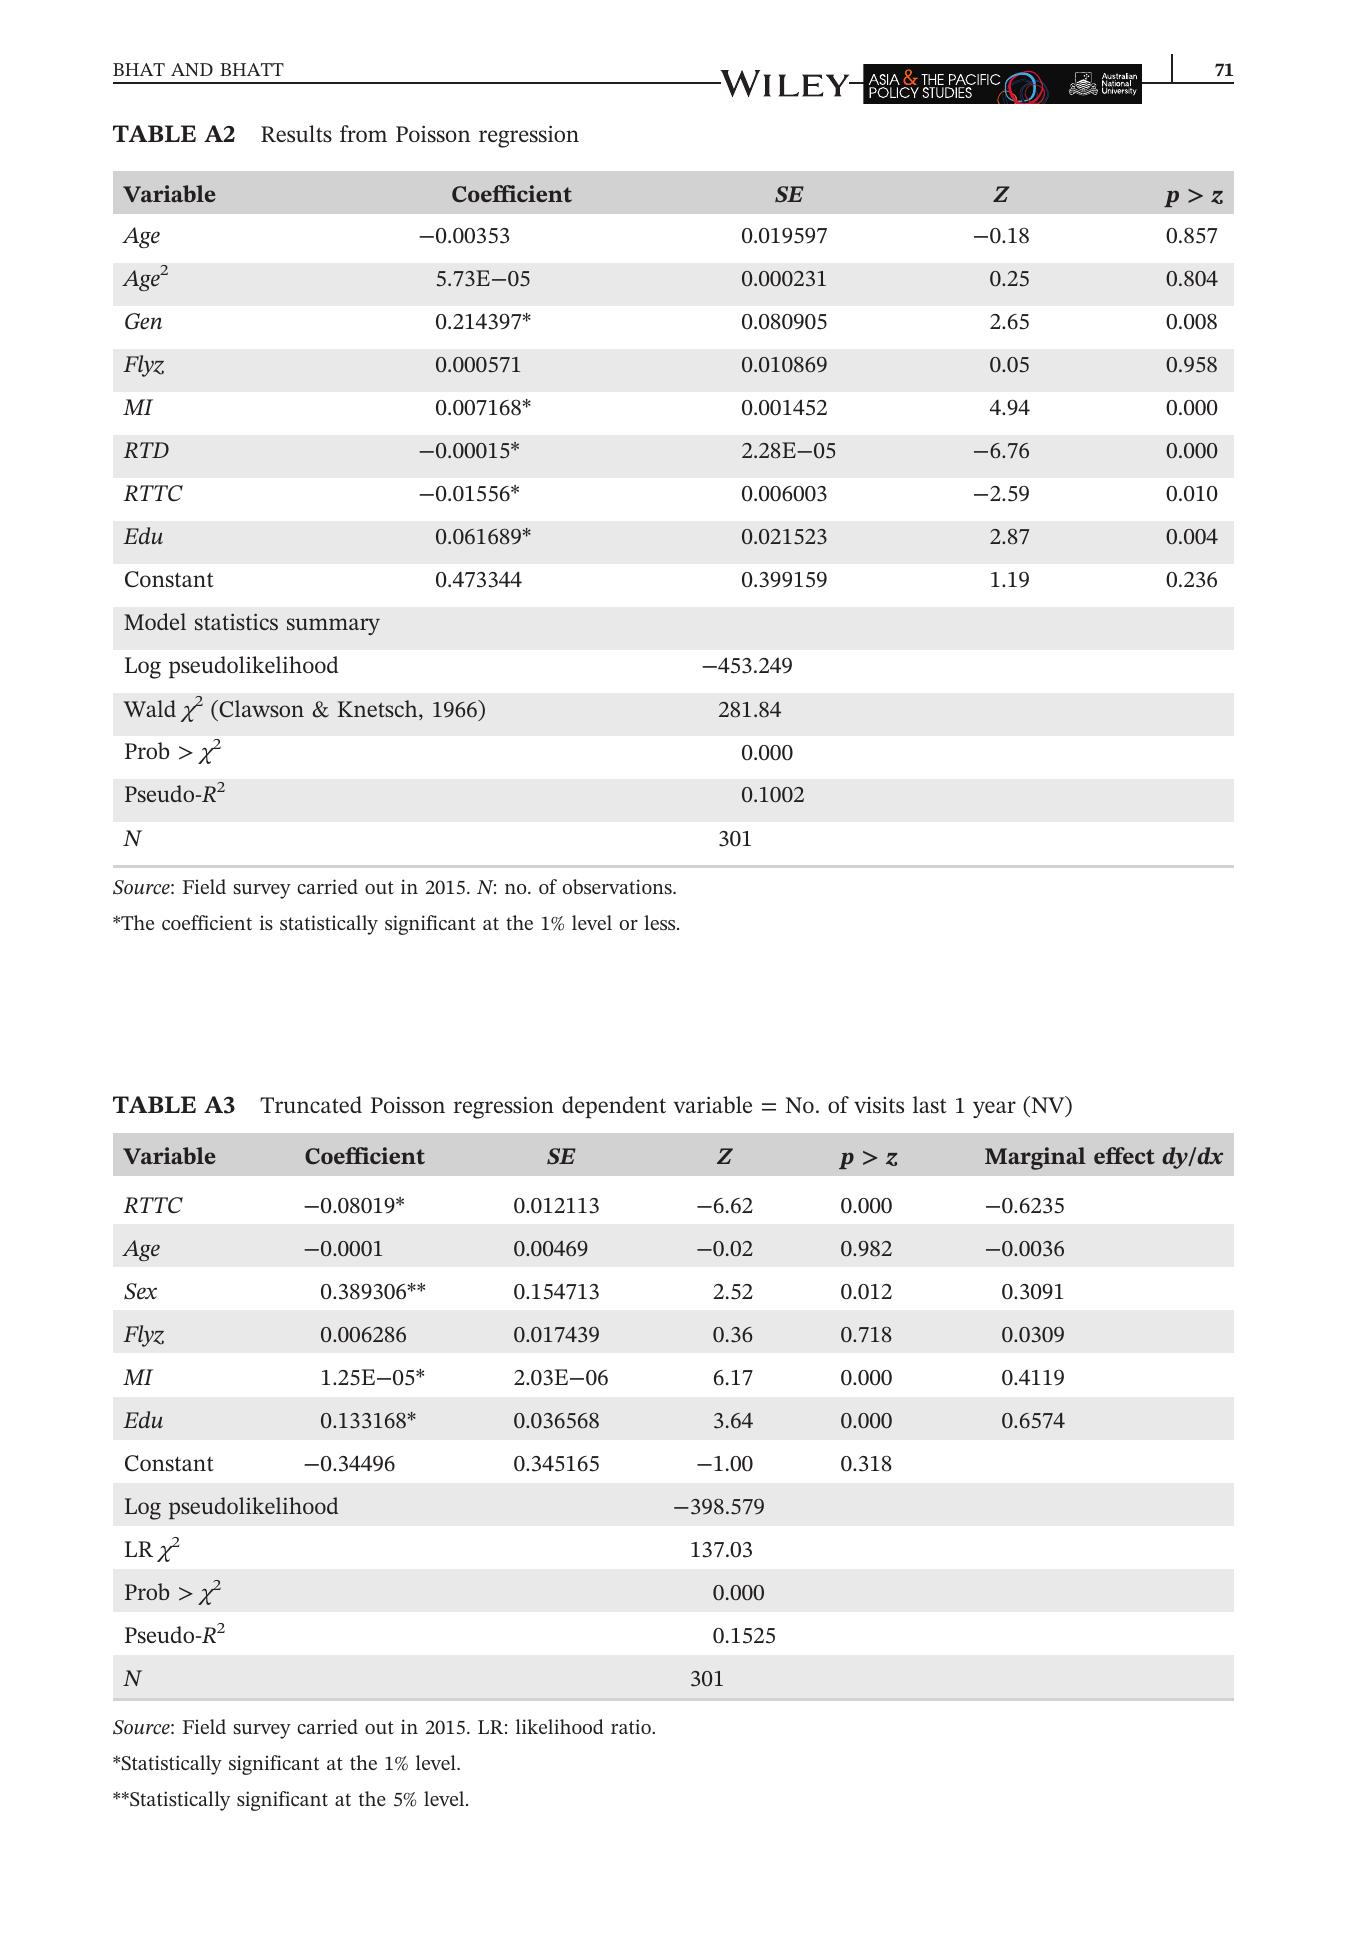 BHAT AND BHATT
WILEY
ASIA & THE PACIFIC
POLICY STUDIES
Australian
National
University
71
TABLE A2 Results from Poisson regression
Variable Coefficient SE Z p > z
Age −0.00353 0.019597 −0.18 0.857
Age² 5.73E−05 0.000231 0.25 0.804
Gen 0.214397* 0.080905 2.65 0.008
Flyz 0.000571 0.010869 0.05 0.958
MI 0.007168* 0.001452 4.94 0.000
RTD −0.00015* 2.28E−05 −6.76 0.000
RTTC −0.01556* 0.006003 −2.59 0.010
Edu 0.061689* 0.021523 2.87 0.004
Constant 0.473344 0.399159 1.19 0.236
Model statistics summary
Log pseudolikelihood −453.249
Wald χ² (Clawson & Knetsch, 1966) 281.84
Prob > χ² 0.000
Pseudo-R² 0.1002
N 301
Source: Field survey carried out in 2015. N: no. of observations.
*The coefficient is statistically significant at the 1% level or less.
TABLE A3 Truncated Poisson regression dependent variable = No. of visits last 1 year (NV)
Variable Coefficient SE Z p > z Marginal effect dy/dx
RTTC −0.08019* 0.012113 −6.62 0.000 −0.6235
Age −0.0001 0.00469 −0.02 0.982 −0.0036
Sex 0.389306** 0.154713 2.52 0.012 0.3091
Flyz 0.006286 0.017439 0.36 0.718 0.0309
MI 1.25E−05* 2.03E−06 6.17 0.000 0.4119
Edu 0.133168* 0.036568 3.64 0.000 0.6574
Constant −0.34496 0.345165 −1.00 0.318
Log pseudolikelihood −398.579
LR χ² 137.03
Prob > χ² 0.000
Pseudo-R² 0.1525
N 301
Source: Field survey carried out in 2015. LR: likelihood ratio.
*Statistically significant at the 1% level.
**Statistically significant at the 5% level.